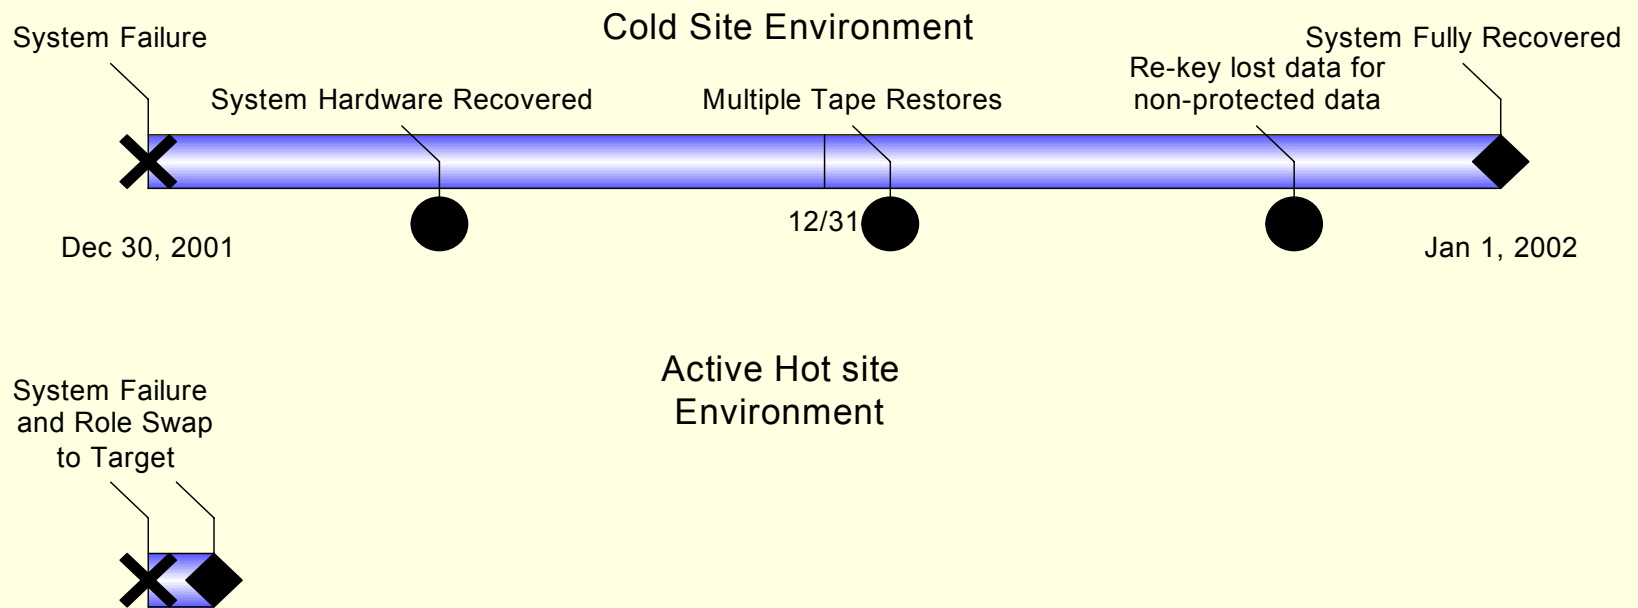 Cold Site Environment
System Failure
System Fully Recovered
System Hardware Recovered
Multiple Tape Restores
Re-key lost data for
non-protected data
12/31
Dec 30, 2001
Jan 1, 2002
Active Hot site
Environment
System Failure
and Role Swap
to Target